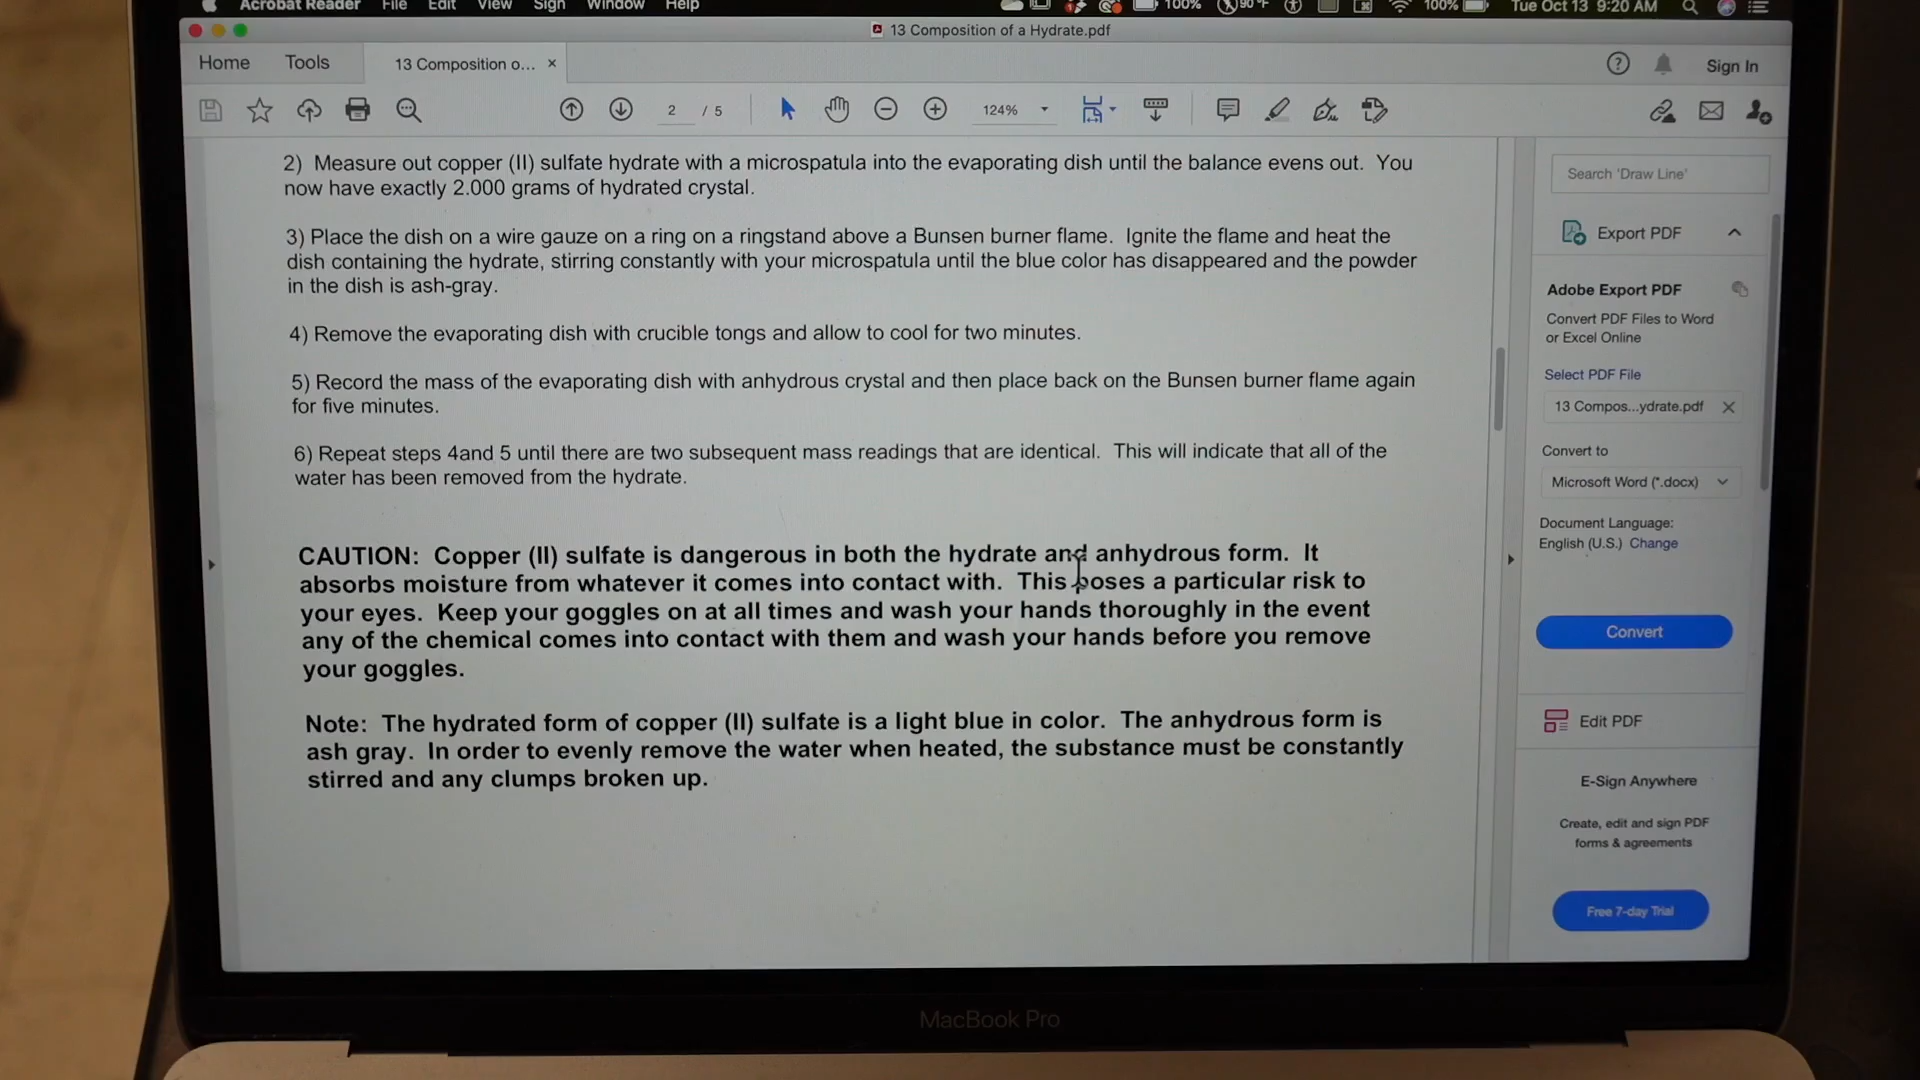 Acrobat Reader File Edit View Sign Window Help 100% 90°F 100% Tue Oct 13 9:20 AM
13 Composition of a Hydrate.pdf
Home Tools 13 Composition o... × Sign In
2 / 5 124%
2) Measure out copper (II) sulfate hydrate with a microspatula into the evaporating dish until the balance evens out. You
now have exactly 2.000 grams of hydrated crystal.
3) Place the dish on a wire gauze on a ring on a ringstand above a Bunsen burner flame. Ignite the flame and heat the
dish containing the hydrate, stirring constantly with your microspatula until the blue color has disappeared and the powder
in the dish is ash-gray.
4) Remove the evaporating dish with crucible tongs and allow to cool for two minutes.
5) Record the mass of the evaporating dish with anhydrous crystal and then place back on the Bunsen burner flame again
for five minutes.
6) Repeat steps 4and 5 until there are two subsequent mass readings that are identical. This will indicate that all of the
water has been removed from the hydrate.
CAUTION: Copper (II) sulfate is dangerous in both the hydrate and anhydrous form. It
absorbs moisture from whatever it comes into contact with. This poses a particular risk to
your eyes. Keep your goggles on at all times and wash your hands thoroughly in the event
any of the chemical comes into contact with them and wash your hands before you remove
your goggles.
Note: The hydrated form of copper (II) sulfate is a light blue in color. The anhydrous form is
ash gray. In order to evenly remove the water when heated, the substance must be constantly
stirred and any clumps broken up.
Search 'Draw Line'
Export PDF
Adobe Export PDF
Convert PDF Files to Word
or Excel Online
Select PDF File
13 Compos...ydrate.pdf
Convert to
Microsoft Word (*.docx)
Document Language:
English (U.S.) Change
Convert
Edit PDF
E-Sign Anywhere
Create, edit and sign PDF
forms & agreements
Free 7-day Trial
MacBook Pro